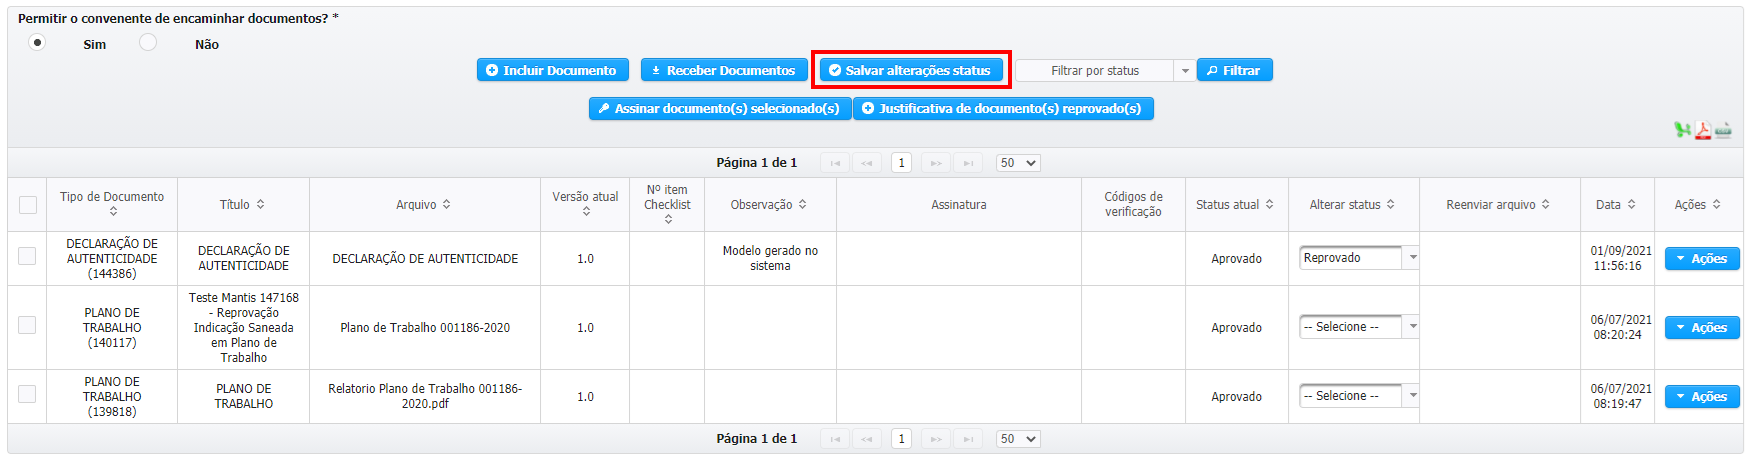 Permitir o convenente de encaminhar documentos? *
Sim Não
Incluir Documento Receber Documentos Salvar alterações status Filtrar por status Filtrar
Assinar documento(s) selecionado(s) Justificativa de documento(s) reprovado(s)
Página 1 de 1 1 50
Tipo de Documento Título Arquivo Versão atual Nº item Checklist Observação Assinatura Códigos de verificação Status atual Alterar status Reenviar arquivo Data Ações
DECLARAÇÃO DE AUTENTICIDADE (144386) DECLARAÇÃO DE AUTENTICIDADE DECLARAÇÃO DE AUTENTICIDADE 1.0 Modelo gerado no sistema Aprovado Reprovado 01/09/2021 11:56:16 Ações
PLANO DE TRABALHO (140117) Teste Mantis 147168 - Reprovação Indicação Saneada em Plano de Trabalho Plano de Trabalho 001186-2020 1.0 Aprovado -- Selecione -- 06/07/2021 08:20:24 Ações
PLANO DE TRABALHO (139818) PLANO DE TRABALHO Relatorio Plano de Trabalho 001186-2020.pdf 1.0 Aprovado -- Selecione -- 06/07/2021 08:19:47 Ações
Página 1 de 1 1 50